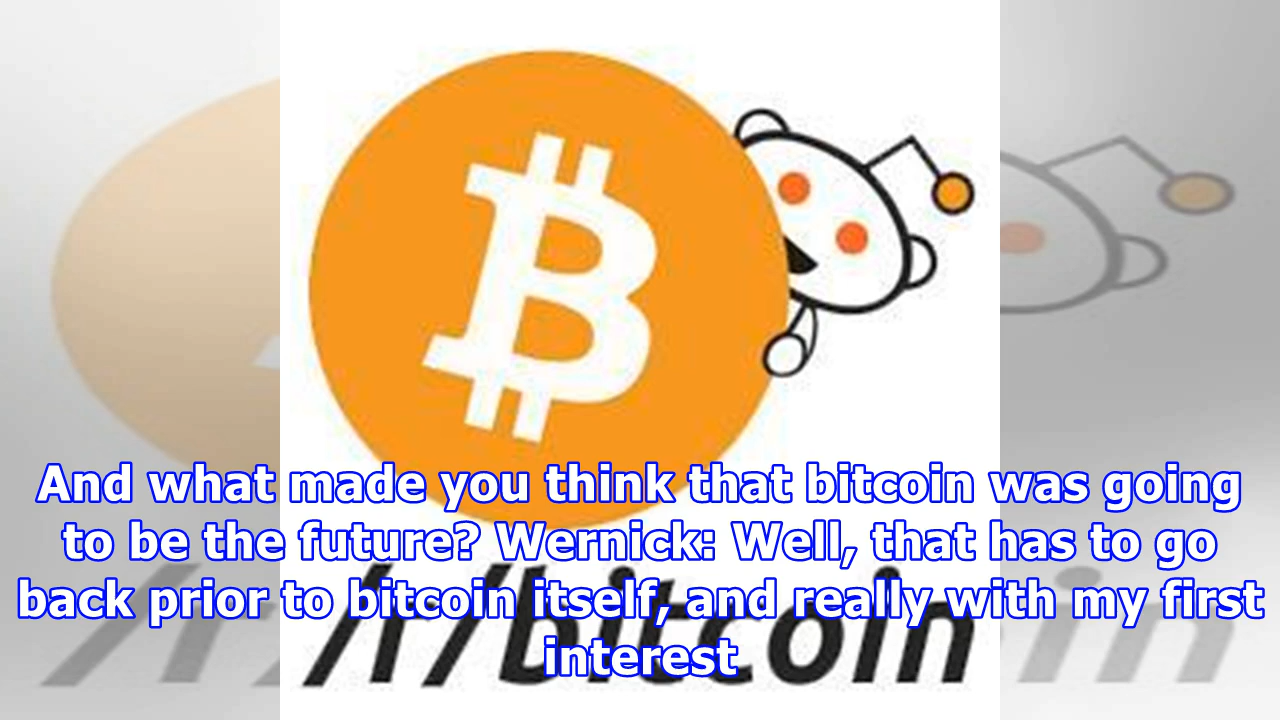 And what made you think that bitcoin was going
to be the future? Wernick: Well, that has to go
back prior to bitcoin itself, and really with my first
interest
/r/bitcoin